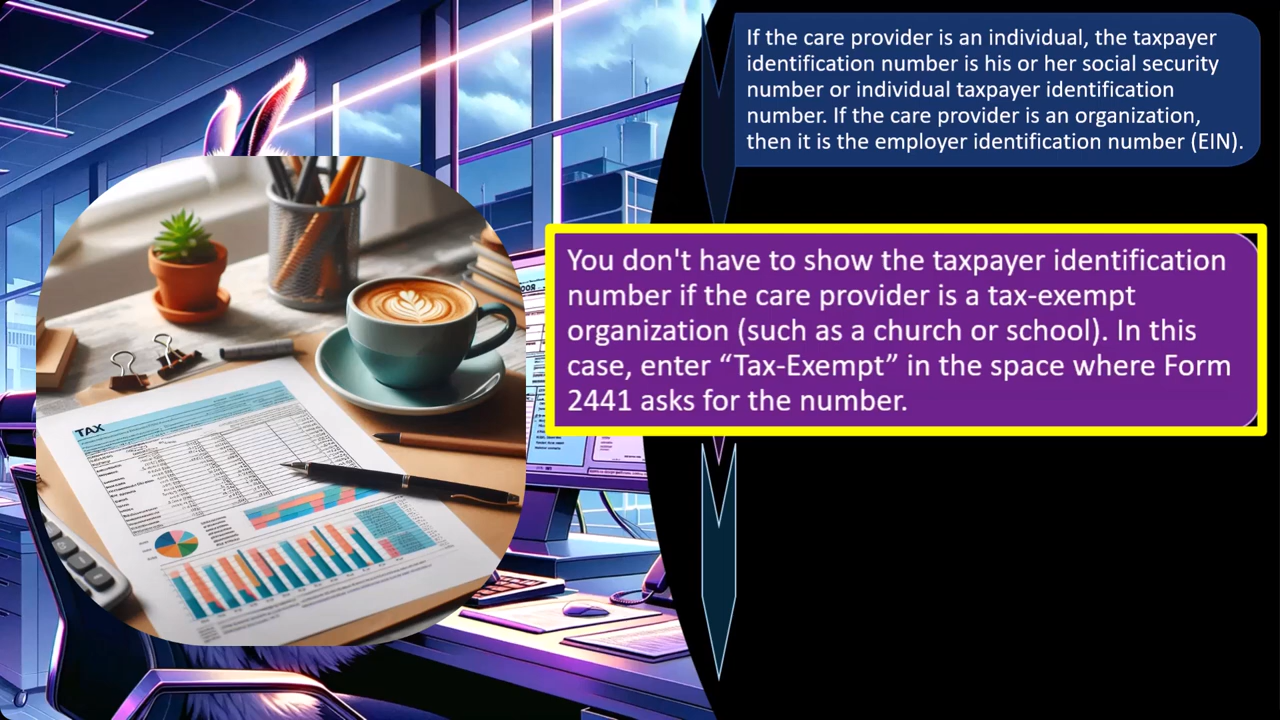 If the care provider is an individual, the taxpayer
identification number is his or her social security
number or individual taxpayer identification
number. If the care provider is an organization,
then it is the employer identification number (EIN).
You don't have to show the taxpayer identification
number if the care provider is a tax-exempt
organization (such as a church or school). In this
case, enter “Tax-Exempt” in the space where Form
2441 asks for the number.
TAX